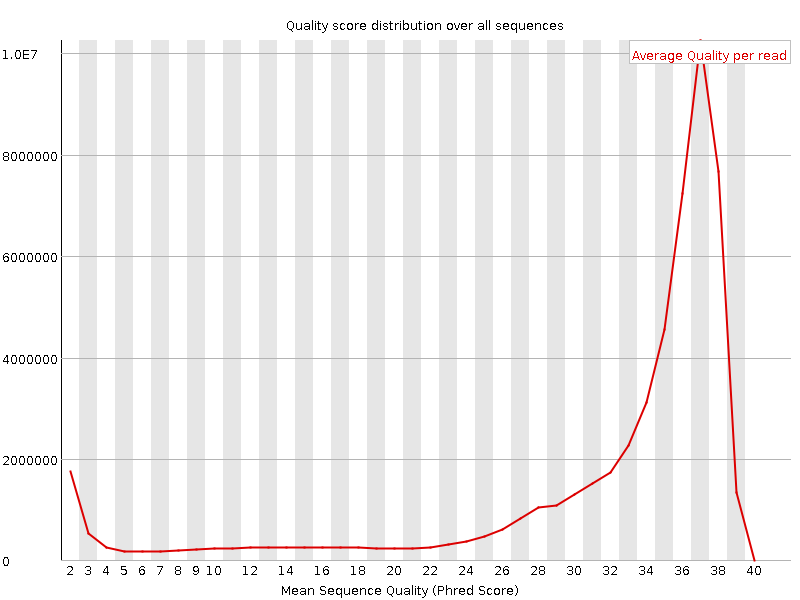 Quality score distribution over all sequences
Average Quality per read
1.0E7
8000000
6000000
4000000
2000000
0
2 3 4 5 6 7 8 9 10 12 14 16 18 20 22 24 26 28 30 32 34 36 38 40
Mean Sequence Quality (Phred Score)